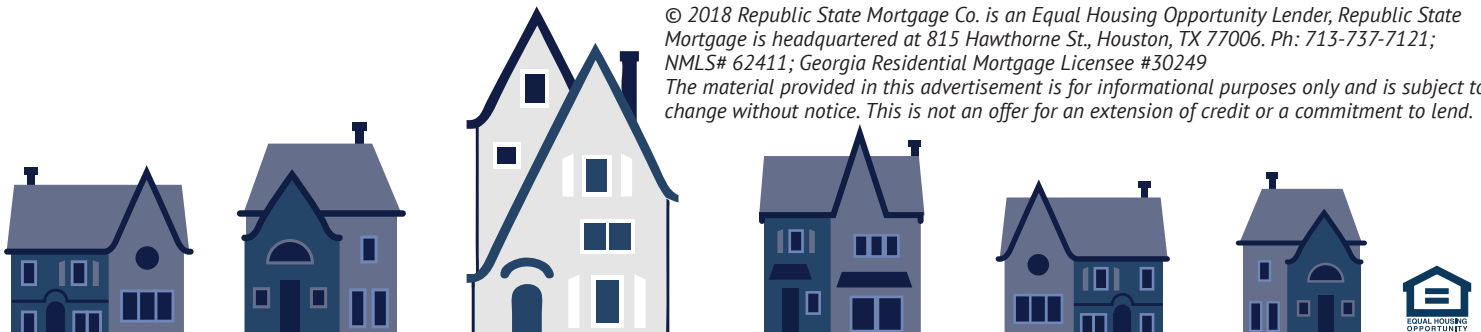 © 2018 Republic State Mortgage Co. is an Equal Housing Opportunity Lender, Republic State
Mortgage is headquartered at 815 Hawthorne St., Houston, TX 77006. Ph: 713-737-7121;
NMLS# 62411; Georgia Residential Mortgage Licensee #30249
The material provided in this advertisement is for informational purposes only and is subject to
change without notice. This is not an offer for an extension of credit or a commitment to lend.
EQUAL HOUSING
OPPORTUNITY